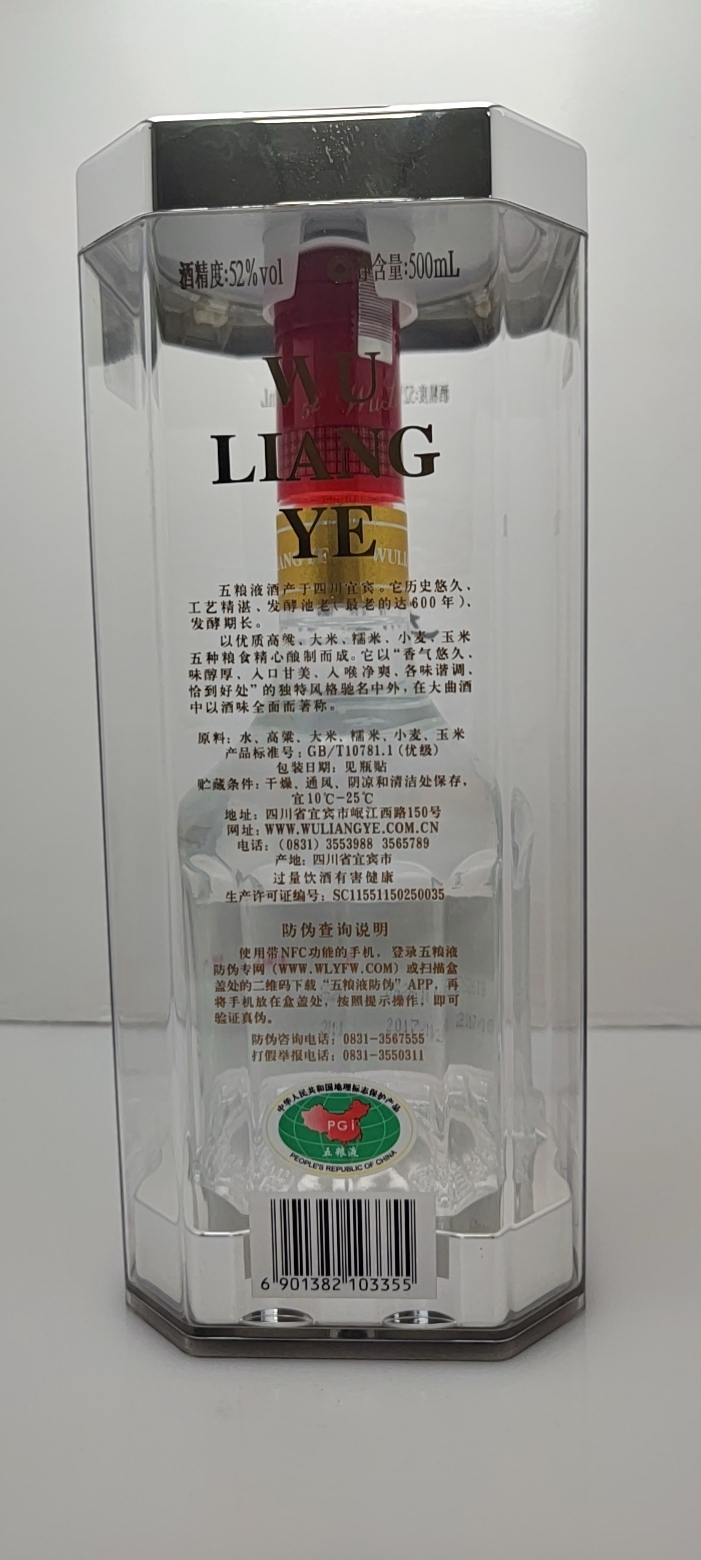 酒精度:52%vol 净含量:500mL
WU
LIANG
YE
五粮液酒产于四川宜宾。它历史悠久、
工艺精湛、发酵池老(最老的达600年)、
发酵期长。
以优质高粱、大米、糯米、小麦、玉米
五种粮食精心酿制而成。它以“香气悠久、
味醇厚、入口甘美、入喉净爽、各味谐调、
恰到好处”的独特风格驰名中外,在大曲酒
中以酒味全面而著称。
原料: 水、高粱、大米、糯米、小麦、玉米
产品标准号: GB/T10781.1(优级)
包装日期: 见瓶贴
贮藏条件: 干燥、通风、阴凉和清洁处保存,
宜10℃-25℃
地址: 四川省宜宾市岷江西路150号
网址: WWW.WULIANGYE.COM.CN
电话: (0831) 3553988 3565789
产地: 四川省宜宾市
过量饮酒有害健康
生产许可证编号: SC11551150250035
防伪查询说明
使用带NFC功能的手机, 登录五粮液
防伪专网 (WWW.WLYFW.COM) 或扫描盒
盖处的二维码下载“五粮液防伪”APP, 再
将手机放在盒盖处, 按照提示操作, 即可
验证真伪。
防伪咨询电话: 0831-3567555
打假举报电话: 0831-3550311
中华人民共和国地理标志保护产品
PGI
五粮液
PEOPLE'S REPUBLIC OF CHINA
6 901382 103355